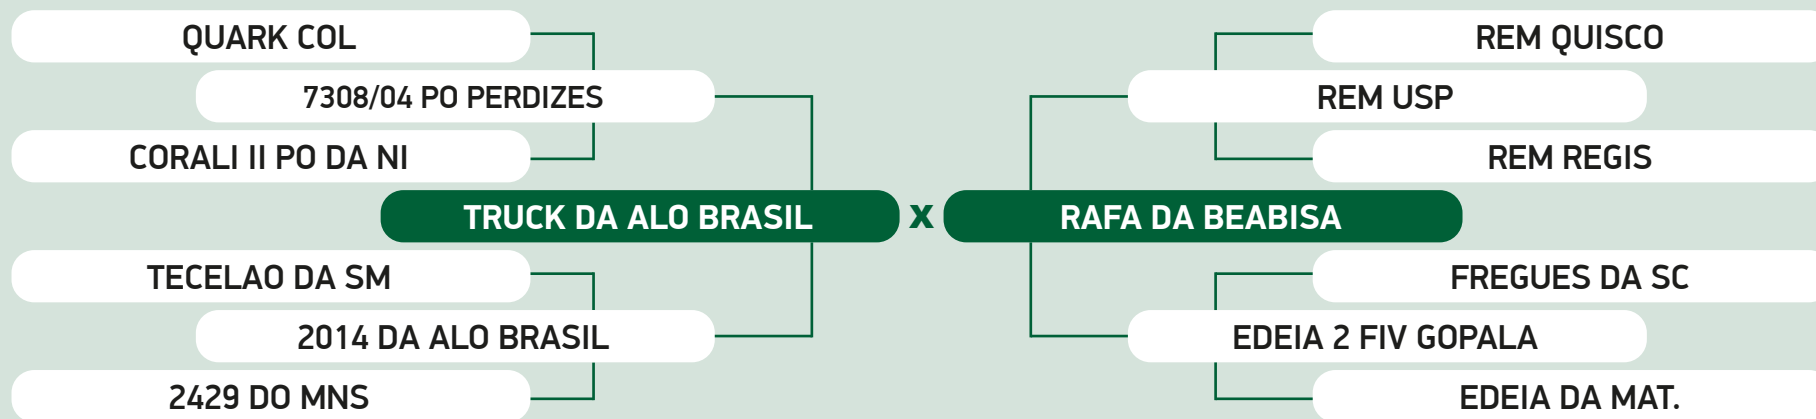 QUARK COL
REM QUISCO
7308/04 PO PERDIZES
REM USP
CORALI II PO DA NI
REM REGIS
TRUCK DA ALO BRASIL X RAFA DA BEABISA
TECELAO DA SM
FREGUES DA SC
2014 DA ALO BRASIL
EDEIA 2 FIV GOPALA
2429 DO MNS
EDEIA DA MAT.